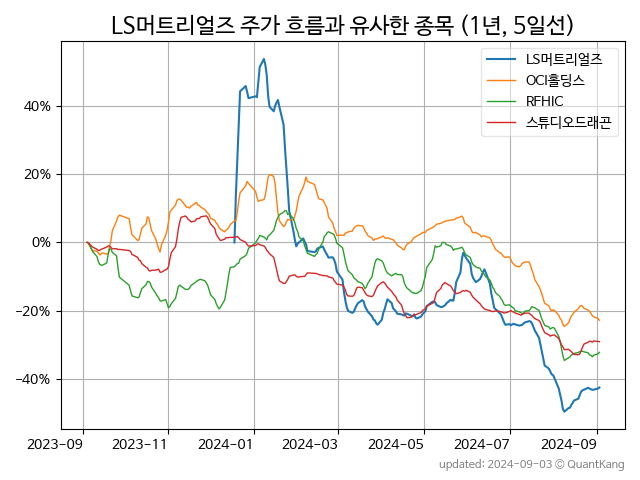 LS머트리얼즈 주가 흐름과 유사한 종목 (1년, 5일선)
LS머트리얼즈
OCI홀딩스
RFHIC
스튜디오드래곤
40%
20%
0%
−20%
−40%
2023-09 2023-11 2024-01 2024-03 2024-05 2024-07 2024-09
updated: 2024-09-03 © QuantKang